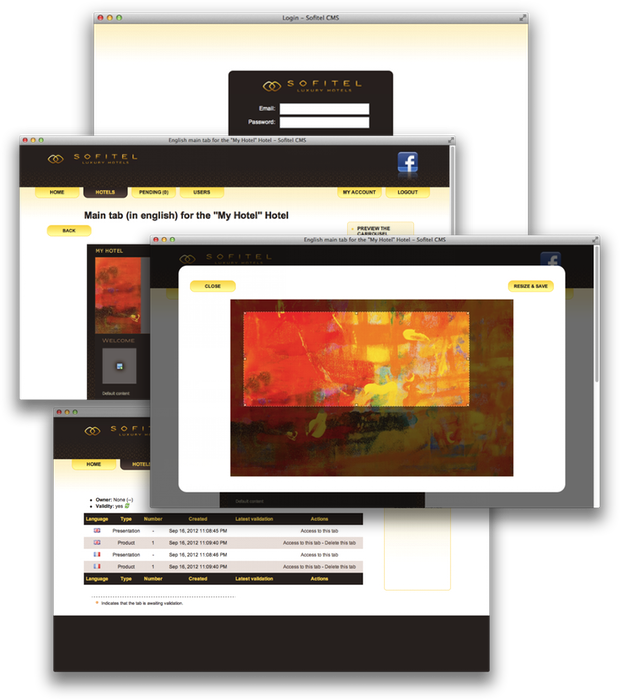 Login – Sofitel CMS
SOFITEL
LUXURY HOTELS
Email:
Password:
English main tab for the "My Hotel" Hotel – Sofitel CMS
SOFITEL
LUXURY HOTELS
f
HOME HOTELS PENDING (0) USERS MY ACCOUNT LOGOUT
Main tab (in english) for the "My Hotel" Hotel
BACK
PREVIEW THE
CARROUSEL
MY HOTEL
WELCOME
Default content
English main tab for the "My Hotel" Hotel – Sofitel CMS
SOFITEL
LUXURY HOTELS
f
CLOSE RESIZE & SAVE
Default content
SOF
LUXURY HOTELS
HOME HOTELS
Owner: None (–)
Validity: yes
Language Type Number Created Latest validation Actions
Presentation - Sep 16, 2012 11:08:45 PM Access to this tab
Product 1 Sep 16, 2012 11:09:40 PM Access to this tab - Delete this tab
Presentation - Sep 16, 2012 11:08:46 PM Access to this tab
Product 1 Sep 16, 2012 11:09:40 PM Access to this tab - Delete this tab
Language Type Number Created Latest validation Actions
* Indicates that the tab is awaiting validation.